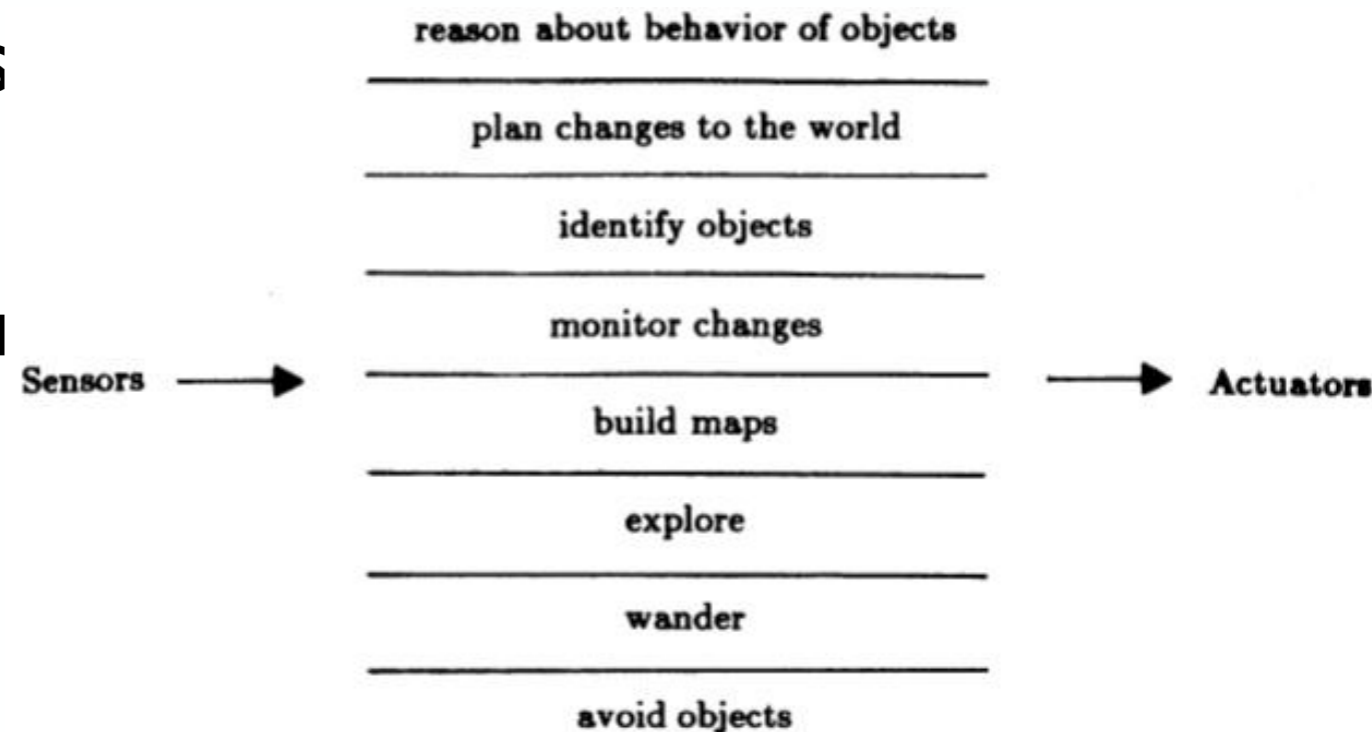 reason about behavior of objects
plan changes to the world
identify objects
monitor changes
Sensors
Actuators
build maps
explore
wander
avoid objects